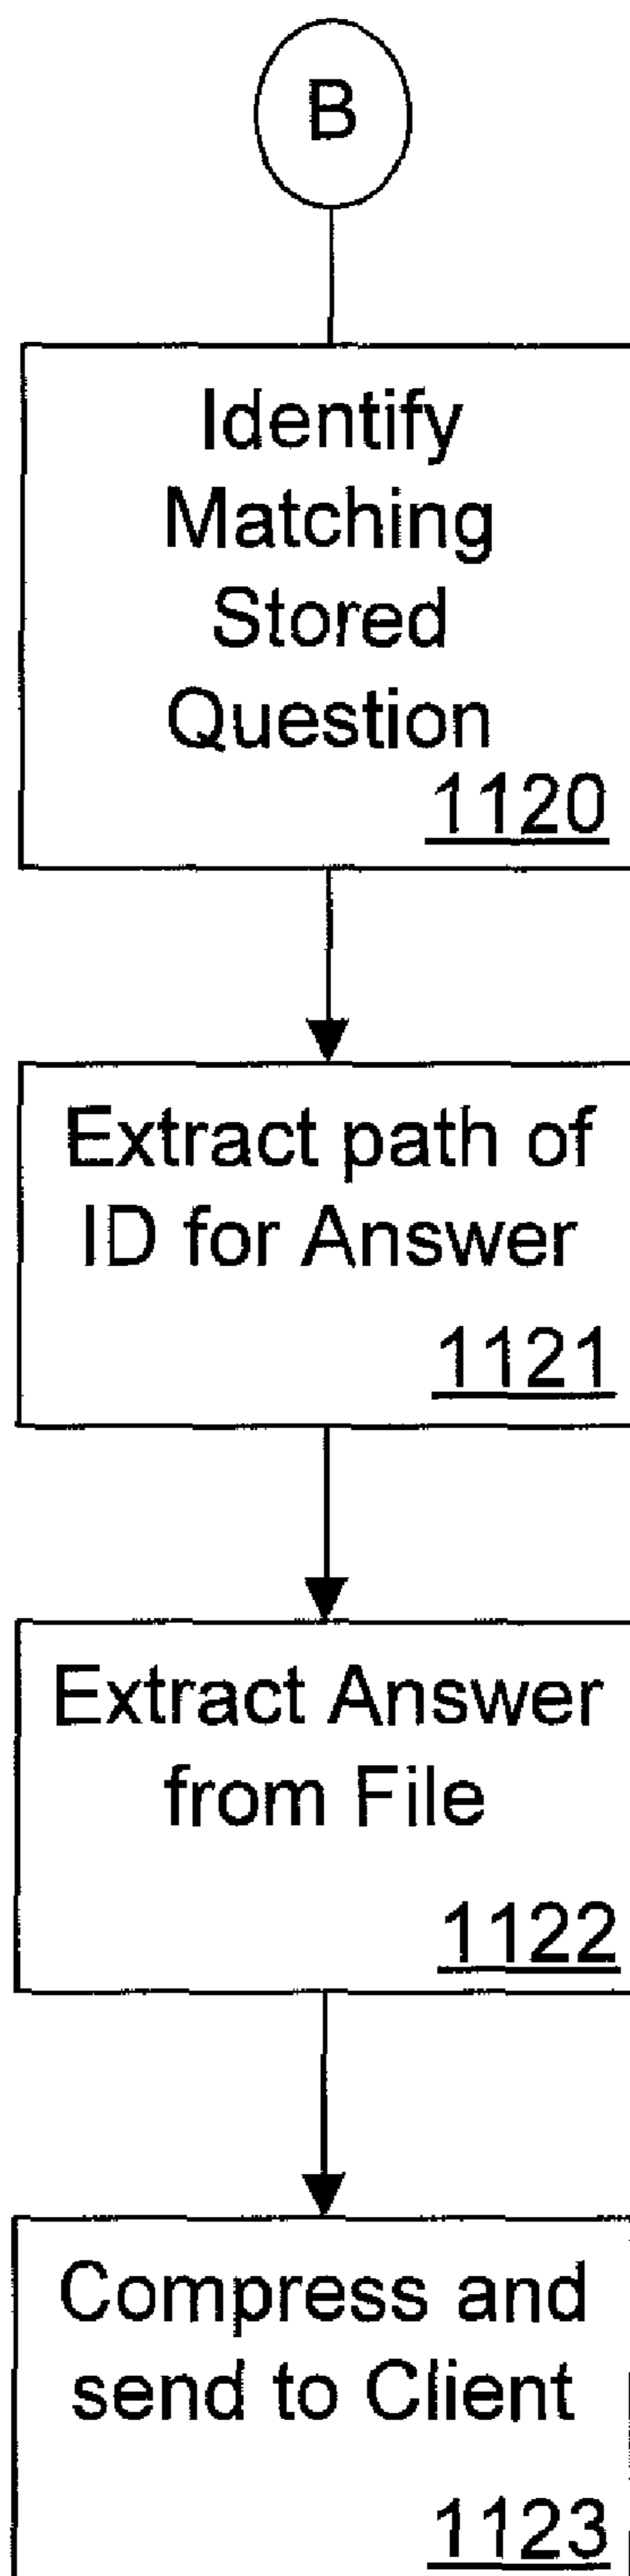 B
Identify
Matching
Stored
Question
1120
Extract path of
ID for Answer
1121
Extract Answer
from File
1122
Compress and
send to Client
1123